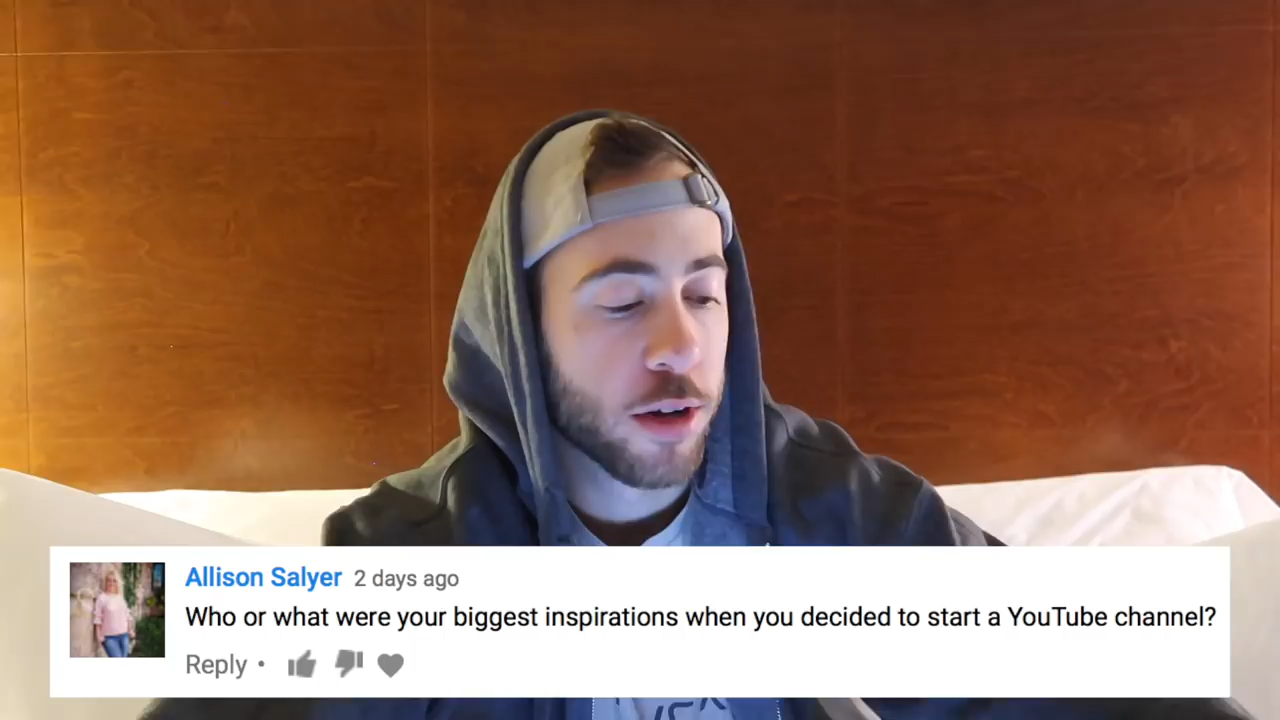 Allison Salyer 2 days ago
Who or what were your biggest inspirations when you decided to start a YouTube channel?
Reply •